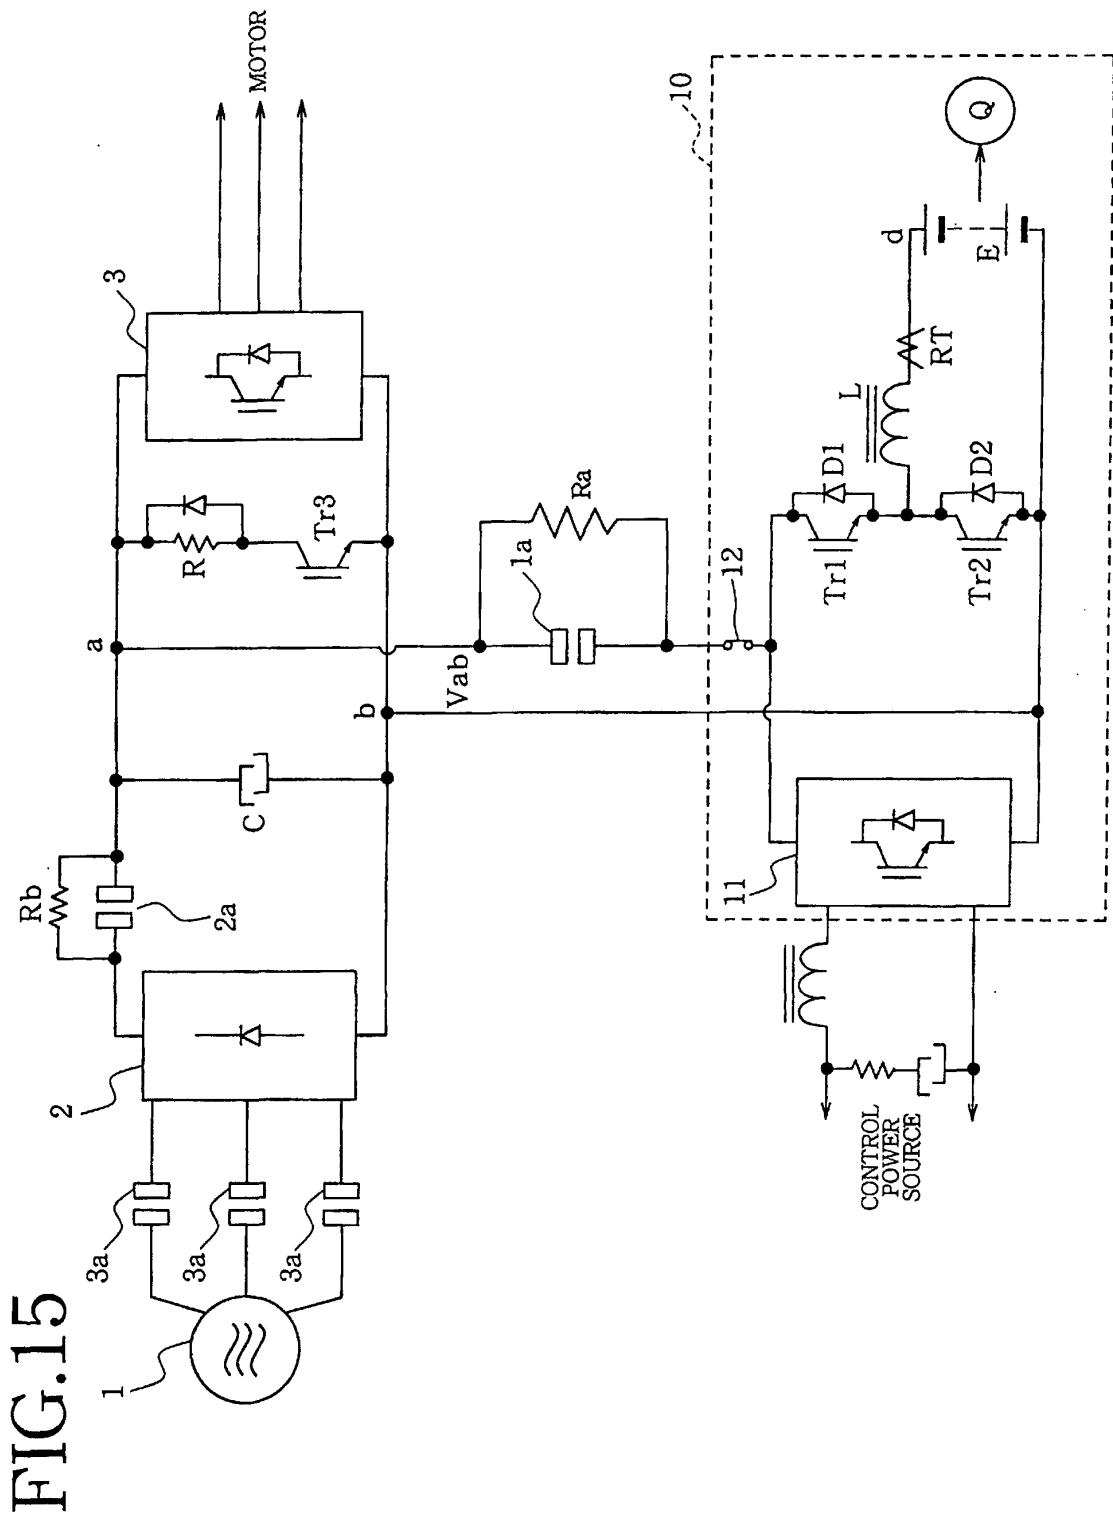 FIG.15
1
3a
3a
3a
2
Rb
2a
C
a
b
R
Tr3
3
MOTOR
Vab
1a
Ra
10
12
11
Tr1
D1
Tr2
D2
L
RT
d
E
Q
CONTROL
POWER
SOURCE